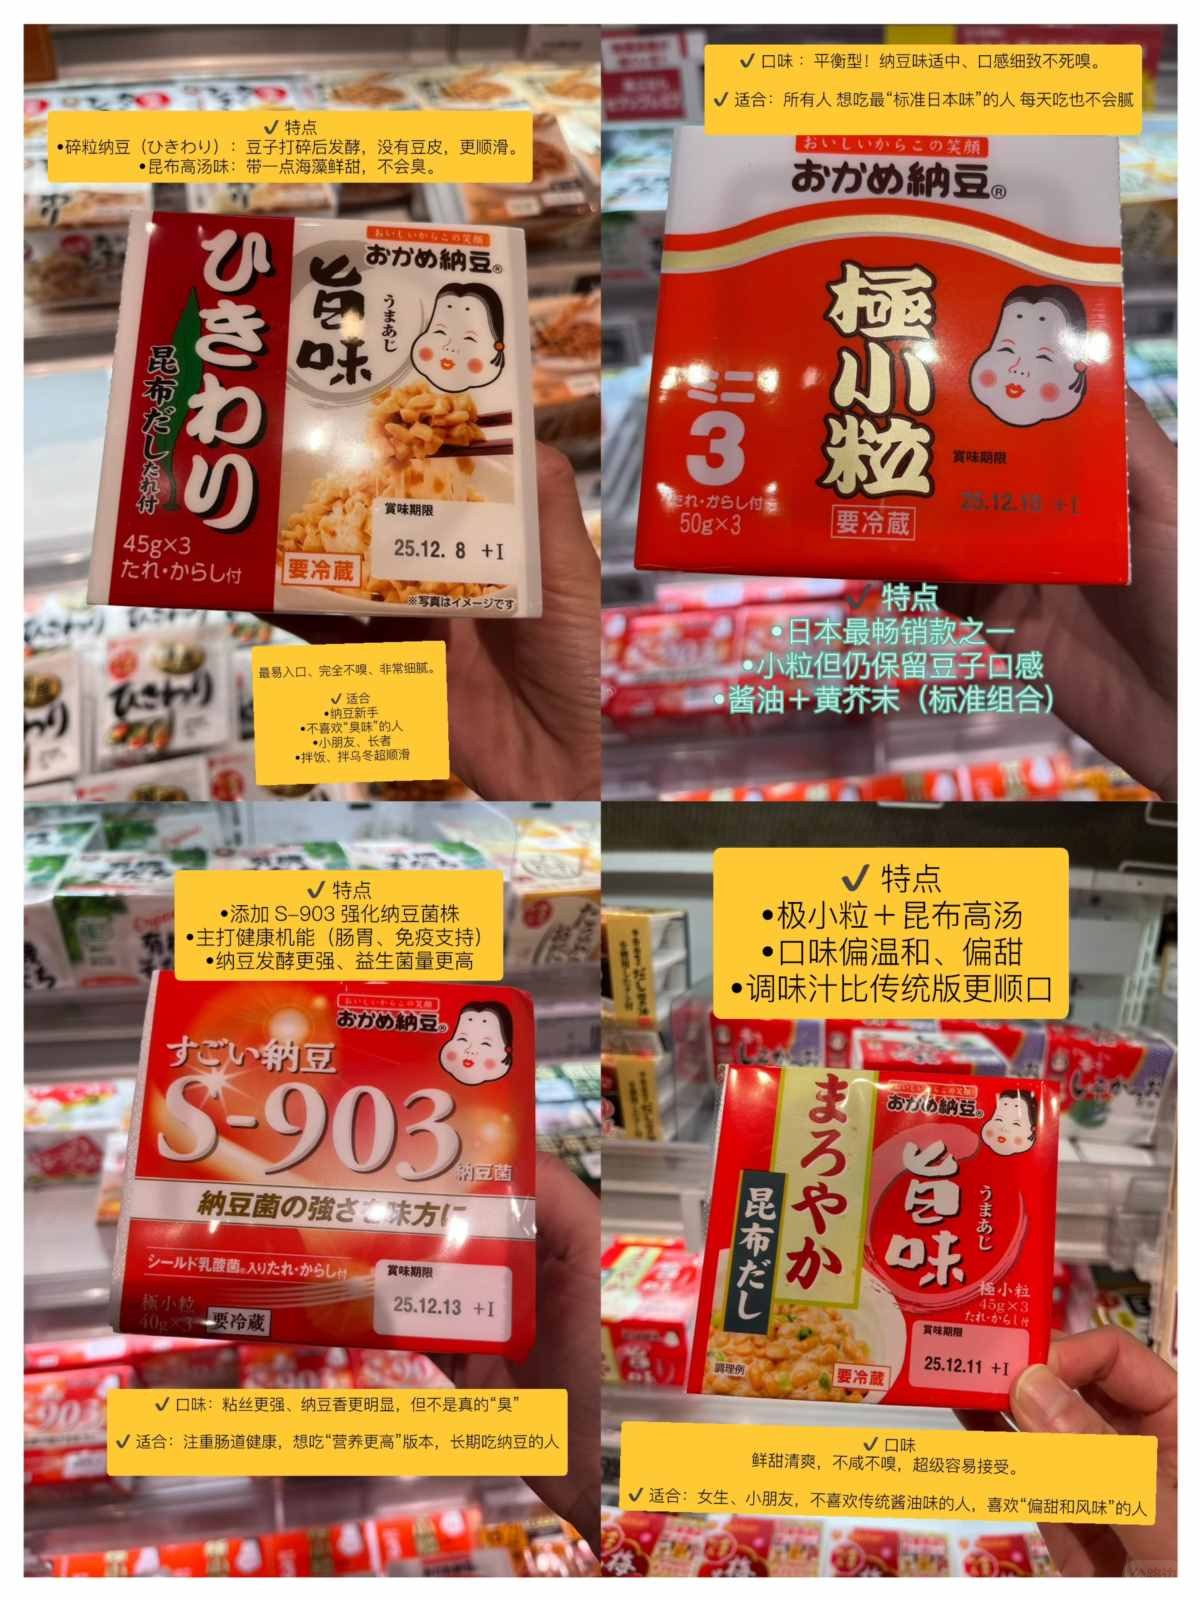 ✓ 特点
•碎粒纳豆（ひきわり）：豆子打碎后发酵，没有豆皮，更顺滑。
•昆布高汤味：带一点海藻鲜甜，不会臭。
ひきわり
昆布だし
たれ付
45g×3
たれ・からし付
おいしいからこの笑顔
おかめ納豆®
旨味
うまあじ
賞味期限
25.12. 8 +I
要冷蔵
※写真はイメージです
ひきわり
最易入口、完全不嗅、非常细腻。
✓ 适合
•纳豆新手
•不喜欢“臭味”的人
•小朋友、长者
•拌饭、拌乌冬超顺滑
✓ 口味 ：平衡型！纳豆味适中、口感细致不死嗅。
✓ 适合：所有人 想吃最“标准日本味”的人 每天吃也不会腻
おいしいからこの笑顔
おかめ納豆®
極小粒
ミニ
3
たれ・からし付
50g×3
賞味期限
25.12.10 +I
要冷蔵
✓ 特点
•日本最畅销款之一
•小粒但仍保留豆子口感
•酱油＋黄芥末（标准组合）
✓ 特点
•添加 S-903 强化纳豆菌株
•主打健康机能（肠胃、免疫支持）
•纳豆发酵更强、益生菌量更高
おいしいからこの笑顔
おかめ納豆®
すごい納豆
S-903
納豆菌
納豆菌の強さを味方に
シールド乳酸菌®入りたれ・からし付
極小粒
40g×3
要冷蔵
賞味期限
25.12.13 +I
✓ 口味：粘丝更强、纳豆香更明显，但不是真的“臭”
✓ 适合：注重肠道健康，想吃“营养更高”版本，长期吃纳豆的人
✓ 特点
•极小粒＋昆布高汤
•口味偏温和、偏甜
•调味汁比传统版更顺口
まろやか
昆布だし
おいしいからこの笑顔
おかめ納豆®
旨味
うまあじ
極小粒
45g×3
たれ・からし付
賞味期限
25.12.11 +I
調理例
要冷蔵
✓ 口味
鲜甜清爽，不咸不嗅，超级容易接受。
✓ 适合：女生、小朋友，不喜欢传统酱油味的人，喜欢“偏甜和风味”的人